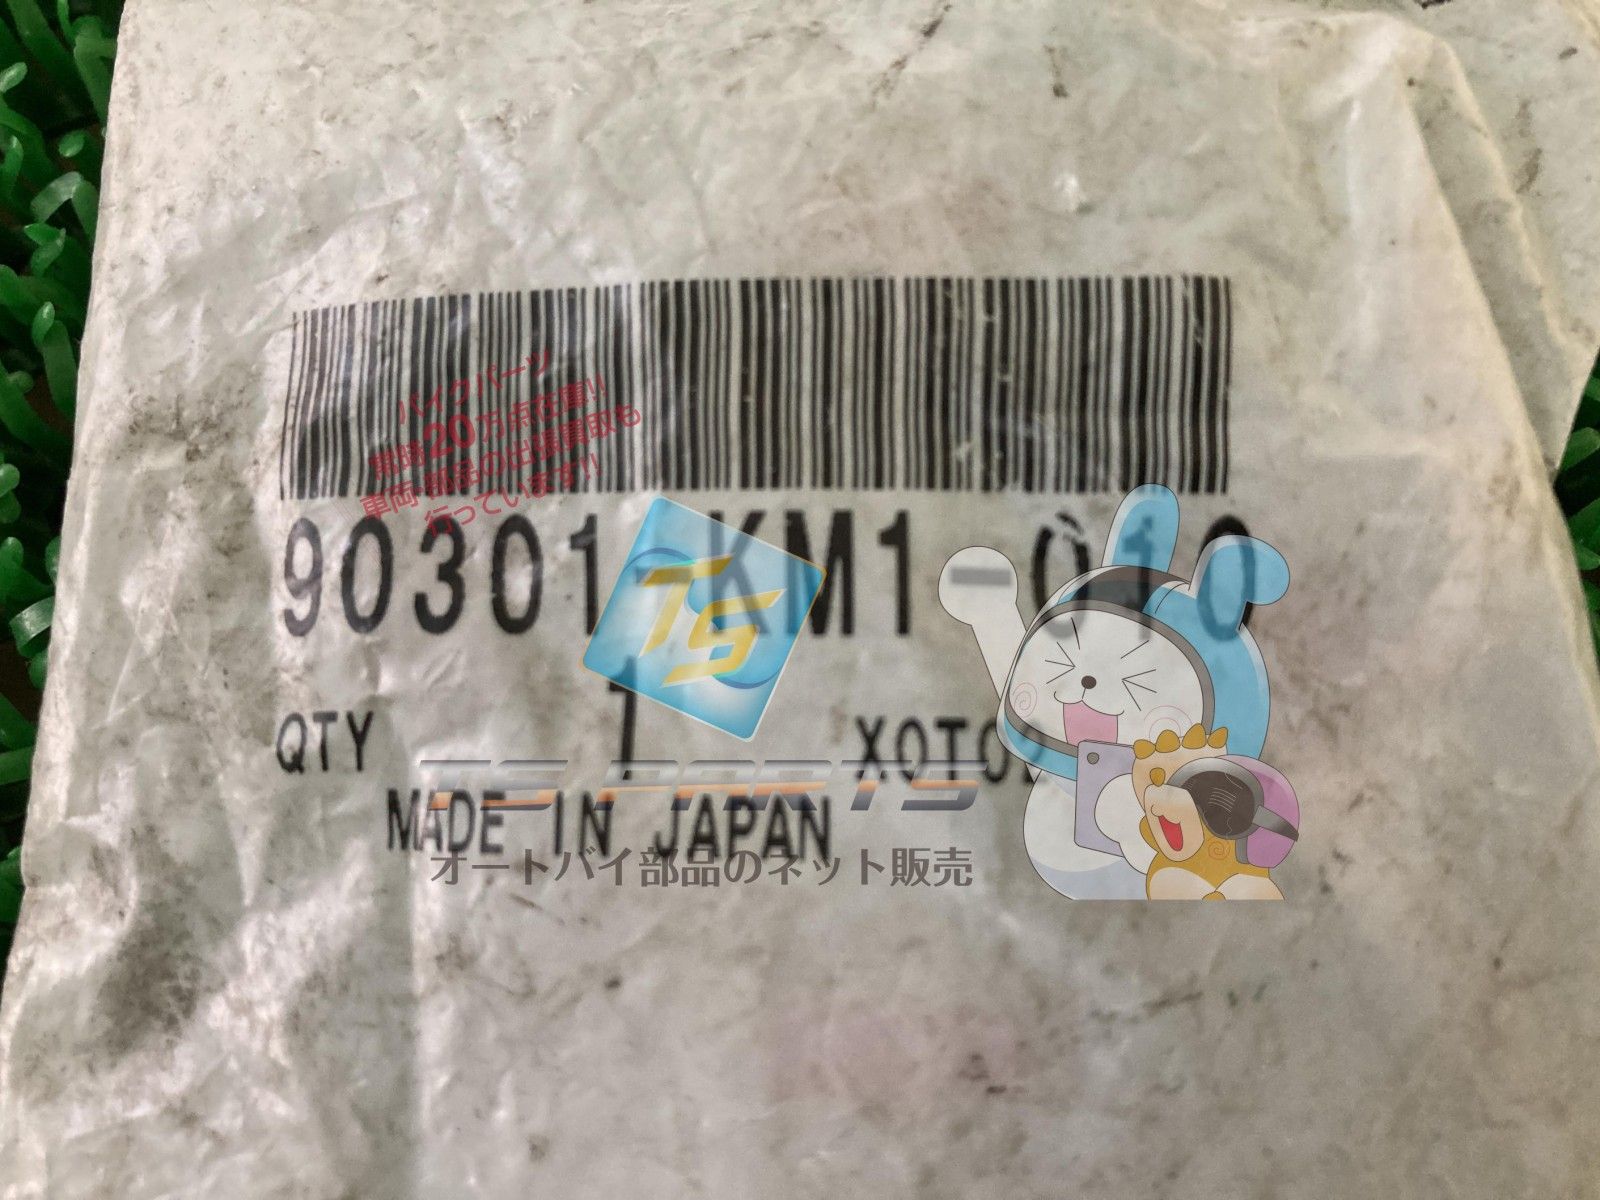 バイクパーツ
常時20万点在庫!!
車両・部品の出張買取も
行っています!!
90301-KM1-010
TS
QTY 1
TS PARTS
MADE IN JAPAN
オートバイ部品のネット販売